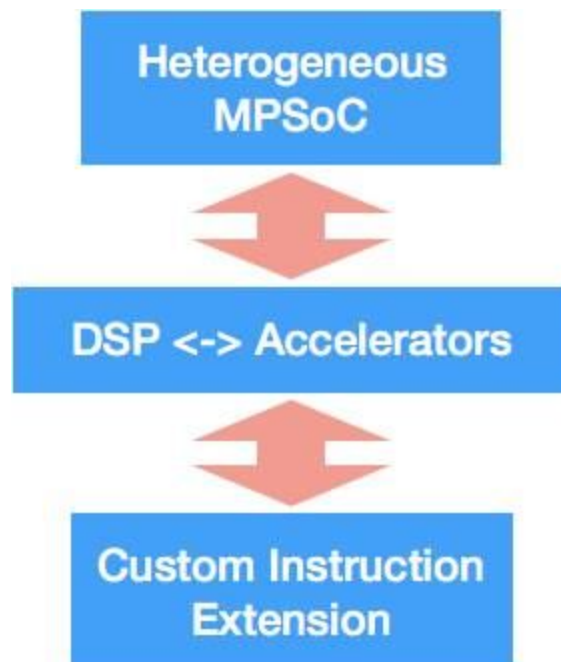 Heterogeneous
MPSoC
DSP <-> Accelerators
Custom Instruction
Extension